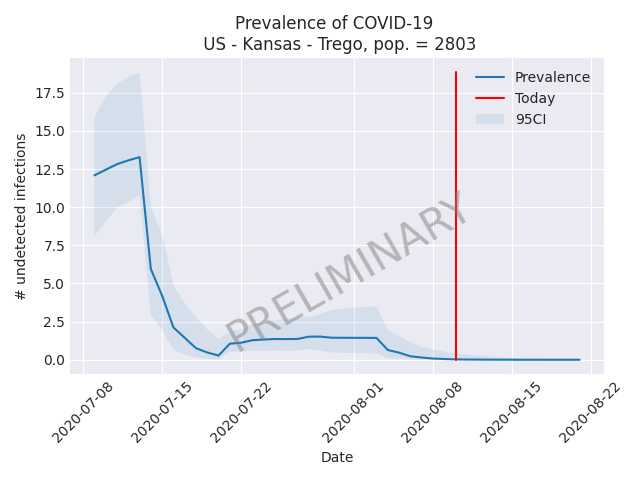 Prevalence of COVID-19
US - Kansas - Trego, pop. = 2803
Prevalence
Today
95CI
17.5
15.0
12.5
10.0
7.5
5.0
2.5
0.0
# undetected infections
PRELIMINARY
2020-07-08
2020-07-15
2020-07-22
2020-08-01
2020-08-08
2020-08-15
2020-08-22
Date